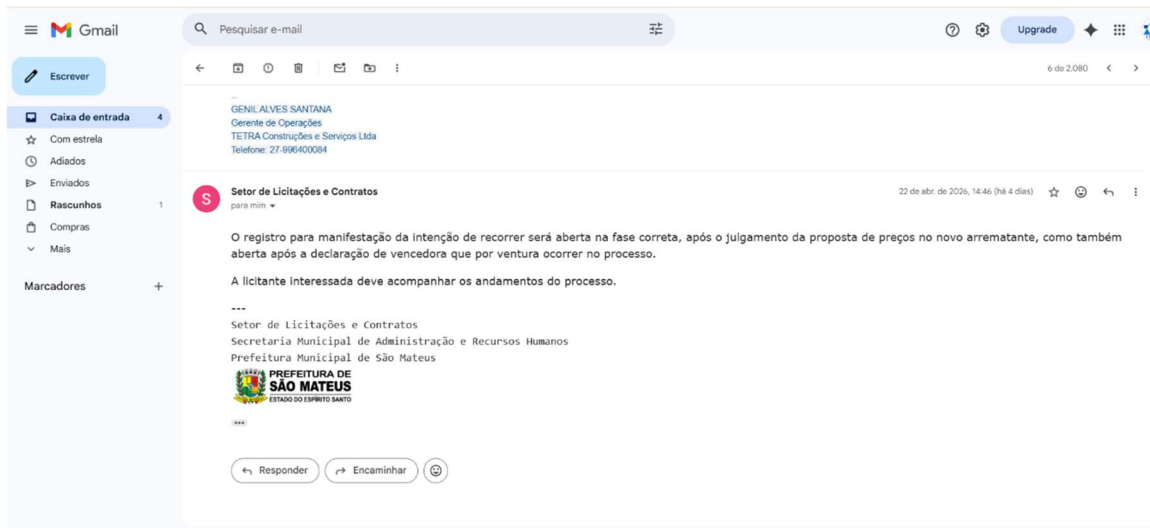 Gmail
Pesquisar e-mail
Upgrade
Escrever
6 de 2.080
Caixa de entrada 4
Com estrela
Adiados
Enviados
Rascunhos 1
Compras
Mais
Marcadores
--
GENIL ALVES SANTANA
Gerente de Operações
TETRA Construções e Serviços Ltda
Telefone: 27-996400084
S
Setor de Licitações e Contratos
22 de abr. de 2026, 14:46 (há 4 dias)
para mim
O registro para manifestação da intenção de recorrer será aberta na fase correta, após o julgamento da proposta de preços no novo arrematante, como também
aberta após a declaração de vencedora que por ventura ocorrer no processo.
A licitante interessada deve acompanhar os andamentos do processo.
---
Setor de Licitações e Contratos
Secretaria Municipal de Administração e Recursos Humanos
Prefeitura Municipal de São Mateus
PREFEITURA DE
SÃO MATEUS
ESTADO DO ESPÍRITO SANTO
Responder
Encaminhar